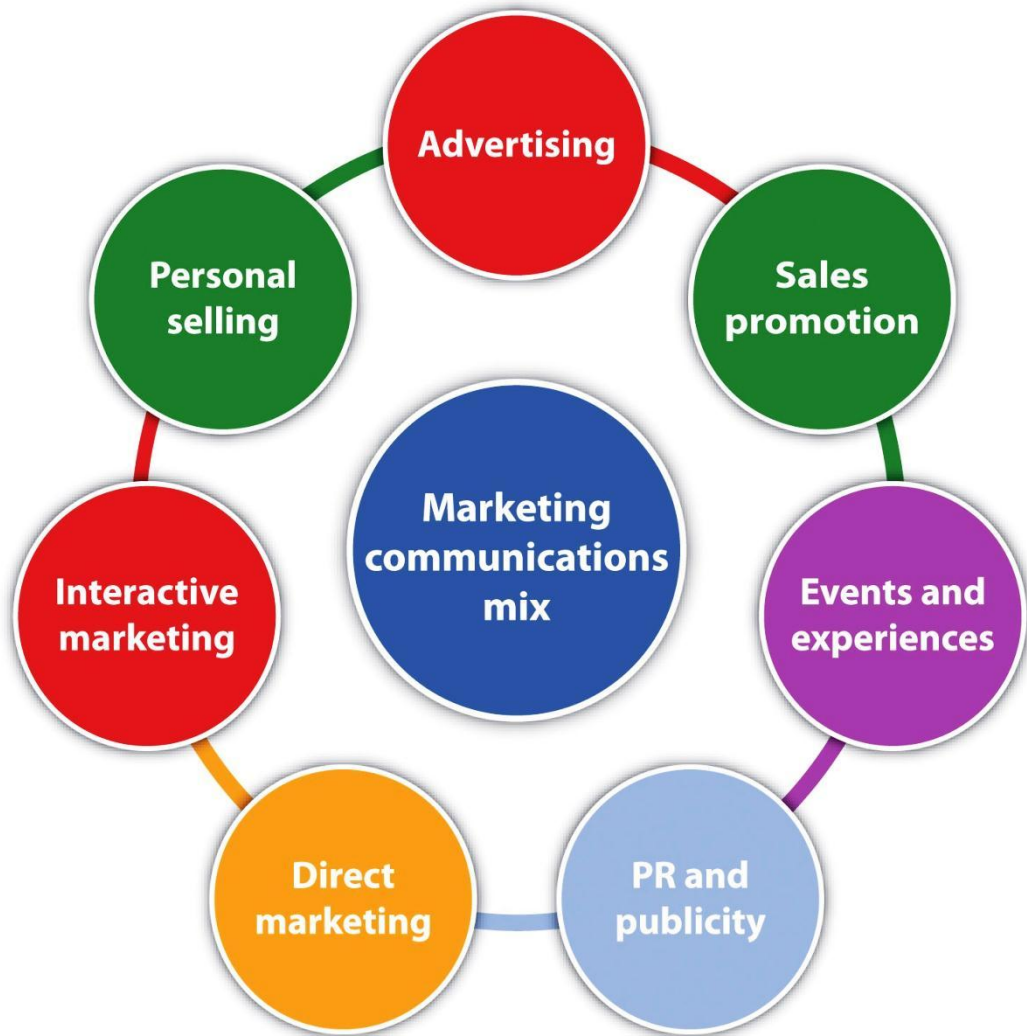 Advertising
Sales
promotion
Events and
experiences
PR and
publicity
Direct
marketing
Interactive
marketing
Personal
selling
Marketing
communications
mix